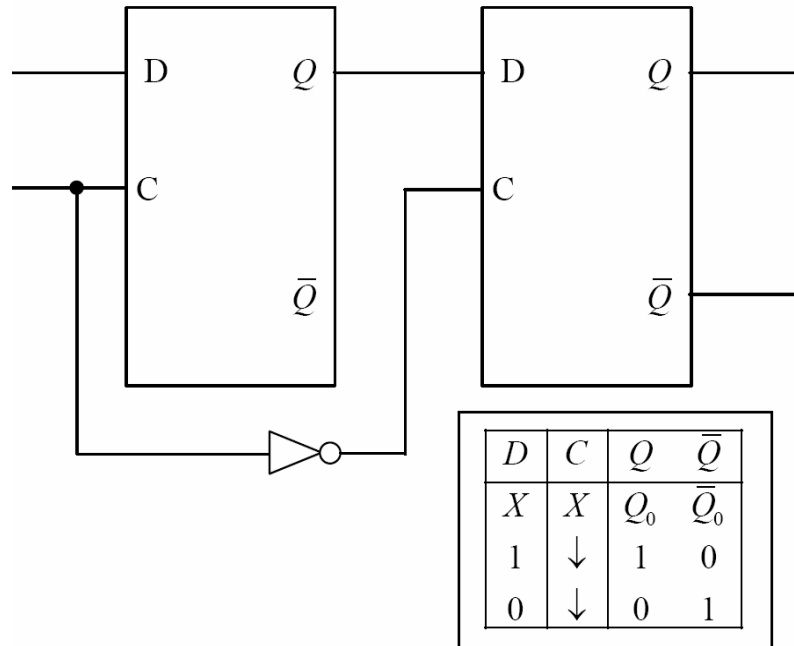 D Q D Q
C C
Q̅ Q̅
D C Q Q̅
X X Q₀ Q̅₀
1 ↓ 1 0
0 ↓ 0 1